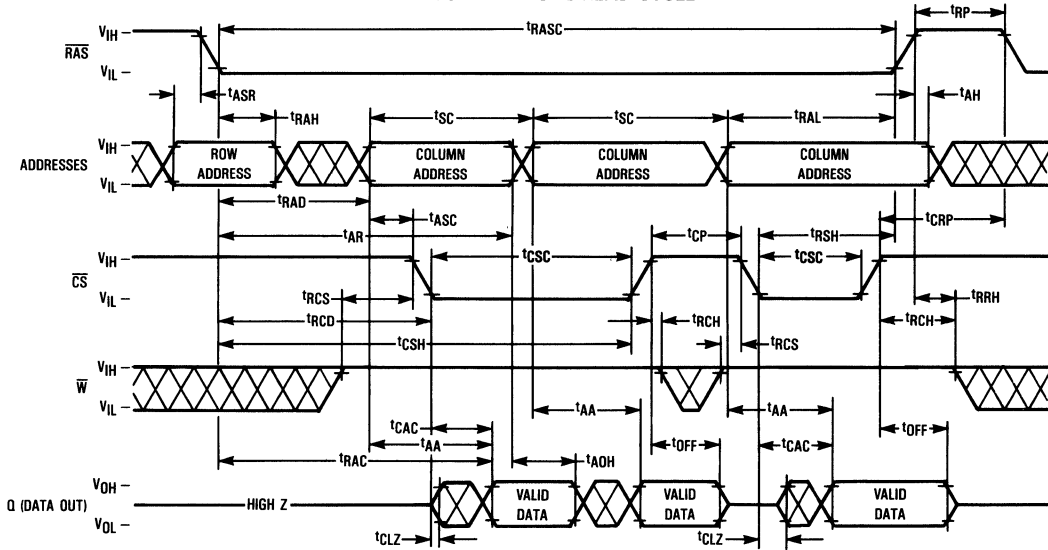 tRP
tRASC
VIH
RAS
VIL
tASR
tRAH
tSC
tSC
tRAL
tAH
VIH
ADDRESSES
VIL
ROW ADDRESS
COLUMN ADDRESS
COLUMN ADDRESS
COLUMN ADDRESS
tRAD
tASC
tCRP
tAR
tCP
tRSH
tCSC
tCSC
VIH
CS
VIL
tRCS
tRRH
tRCD
tRCH
tRCH
tCSH
tRCS
VIH
W
VIL
tAA
tAA
tCAC
tAA
tOFF
tCAC
tOFF
tRAC
tAOH
VOH
Q (DATA OUT)
VOL
HIGH Z
VALID DATA
VALID DATA
VALID DATA
tCLZ
tCLZ